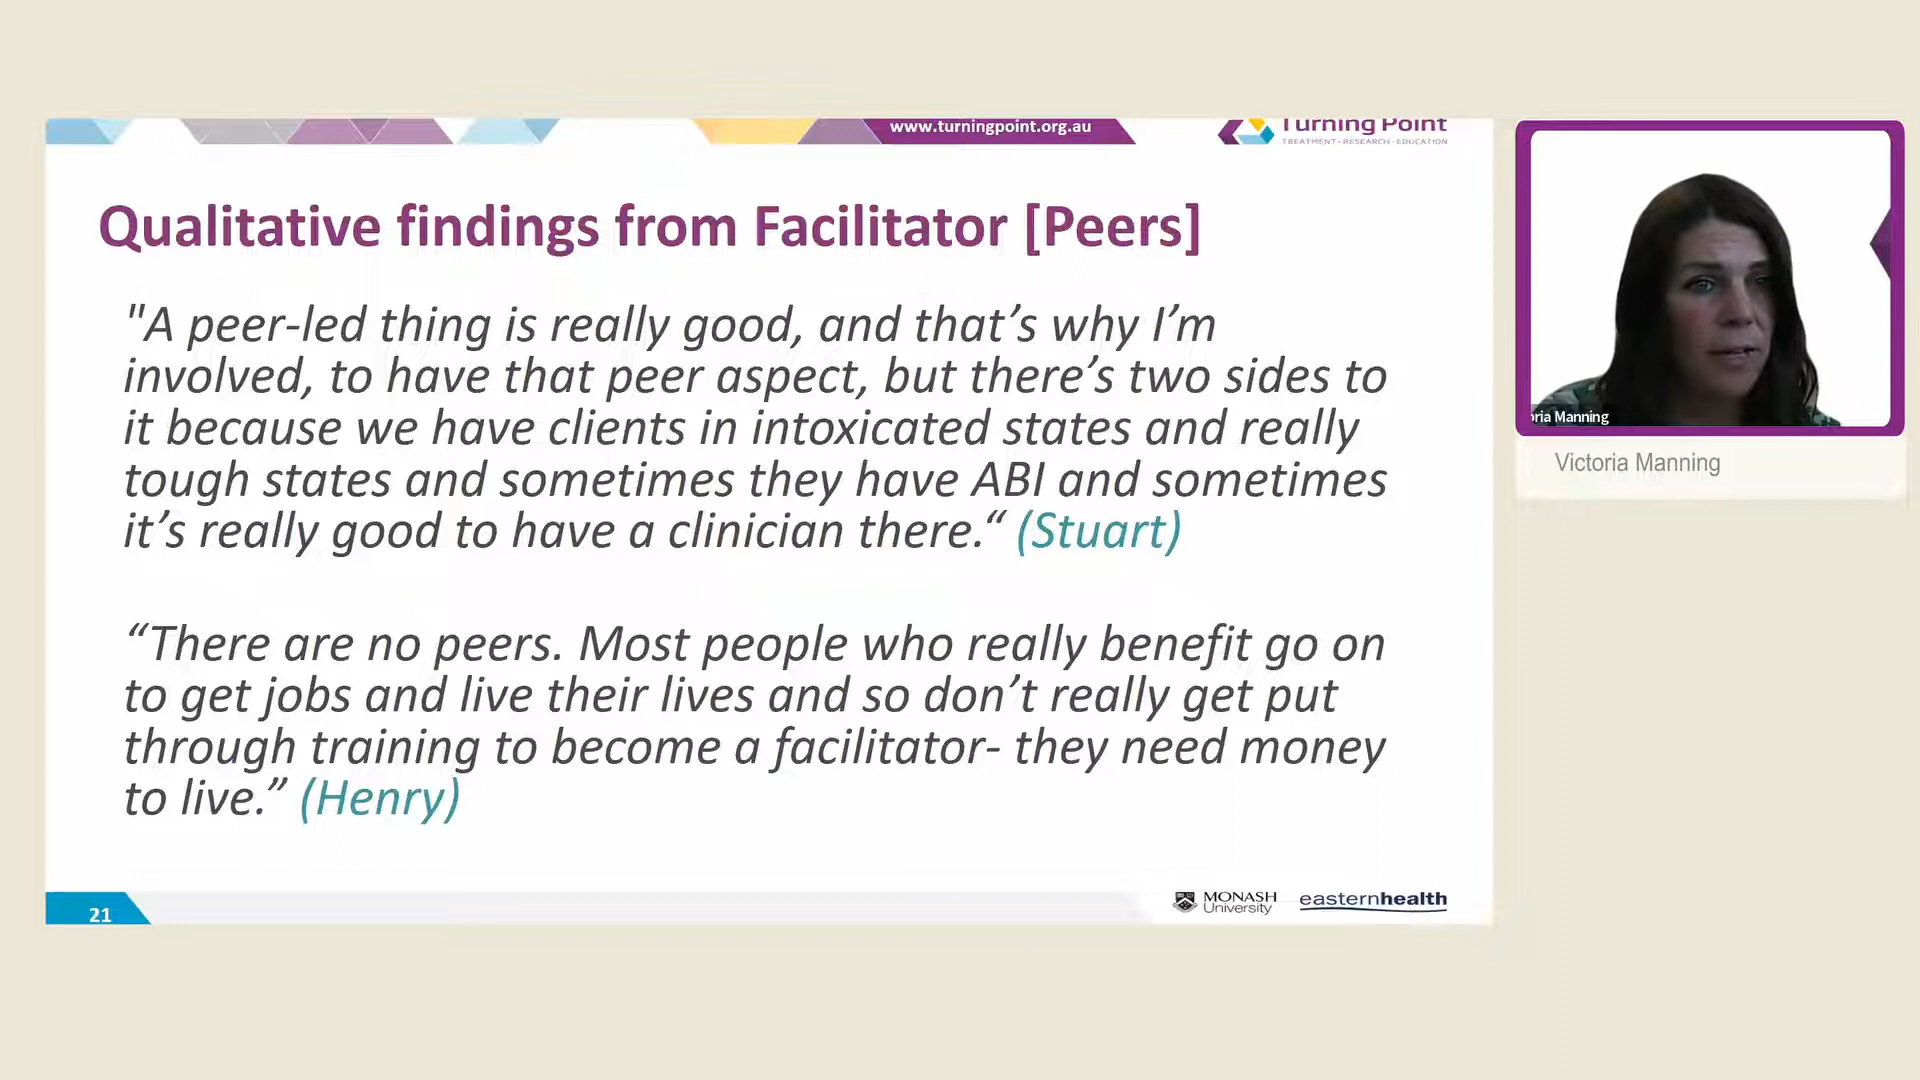 www.turningpoint.org.au
Turning Point
TREATMENT • RESEARCH • EDUCATION
Qualitative findings from Facilitator [Peers]
"A peer-led thing is really good, and that’s why I’m
involved, to have that peer aspect, but there’s two sides to
it because we have clients in intoxicated states and really
tough states and sometimes they have ABI and sometimes
it’s really good to have a clinician there.“ (Stuart)
“There are no peers. Most people who really benefit go on
to get jobs and live their lives and so don’t really get put
through training to become a facilitator- they need money
to live.” (Henry)
21
MONASH
University
easternhealth
oria Manning
Victoria Manning